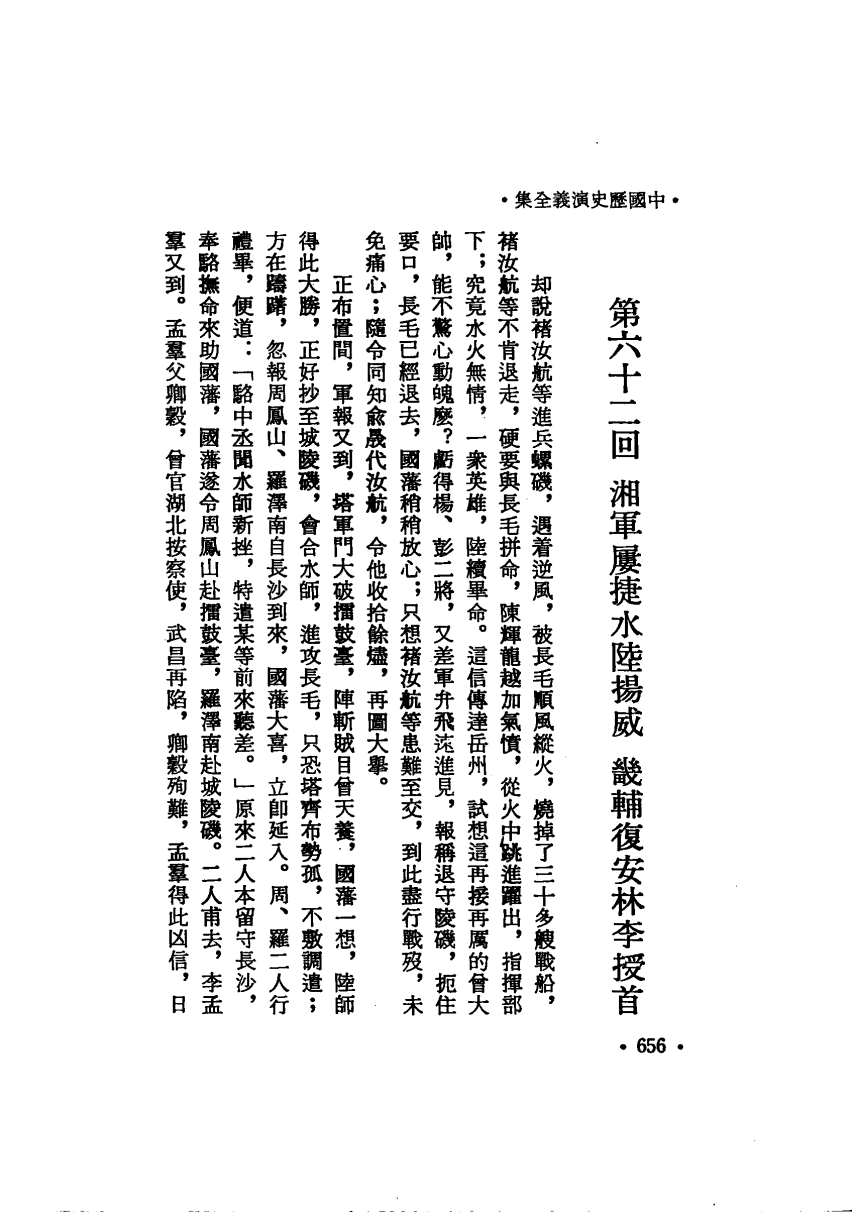 •中國歷史演義全集•
第六十二回　湘軍屢捷水陸揚威　畿輔復安林李授首
却說褚汝航等進兵螺磯，遇着逆風，被長毛順風縱火，燒掉了三十多艘戰船，
褚汝航等不肯退走，硬要與長毛拼命，陳輝龍越加氣憤，從火中跳進躍出，指揮部
下；究竟水火無情，一衆英雄，陸續畢命。這信傳達岳州，試想這再接再厲的曾大
帥，能不驚心動魄麼？虧得楊、彭二將，又差軍弁飛遞進見，報稱退守陵磯，扼住
要口，長毛已經退去，國藩稍稍放心；只想褚汝航等患難至交，到此盡行戰歿，未
免痛心；隨令同知俞晟代汝航，令他收拾餘燼，再圖大舉。
正布置間，軍報又到，塔軍門大破擂鼓臺，陣斬賊目曾天養，國藩一想，陸師
得此大勝，正好抄至城陵磯，會合水師，進攻長毛，只恐塔齊布勢孤，不敷調遣；
方在躊躇，忽報周鳳山、羅澤南自長沙到來，國藩大喜，立卽延入。周、羅二人行
禮畢，便道：「駱中丞聞水師新挫，特遣某等前來聽差。」原來二人本留守長沙，
奉駱撫命來助國藩，國藩遂令周鳳山赴擂鼓臺，羅澤南赴城陵磯。二人甫去，李孟
羣又到。孟羣父卿穀，曾官湖北按察使，武昌再陷，卿穀殉難，孟羣得此凶信，日
•656•